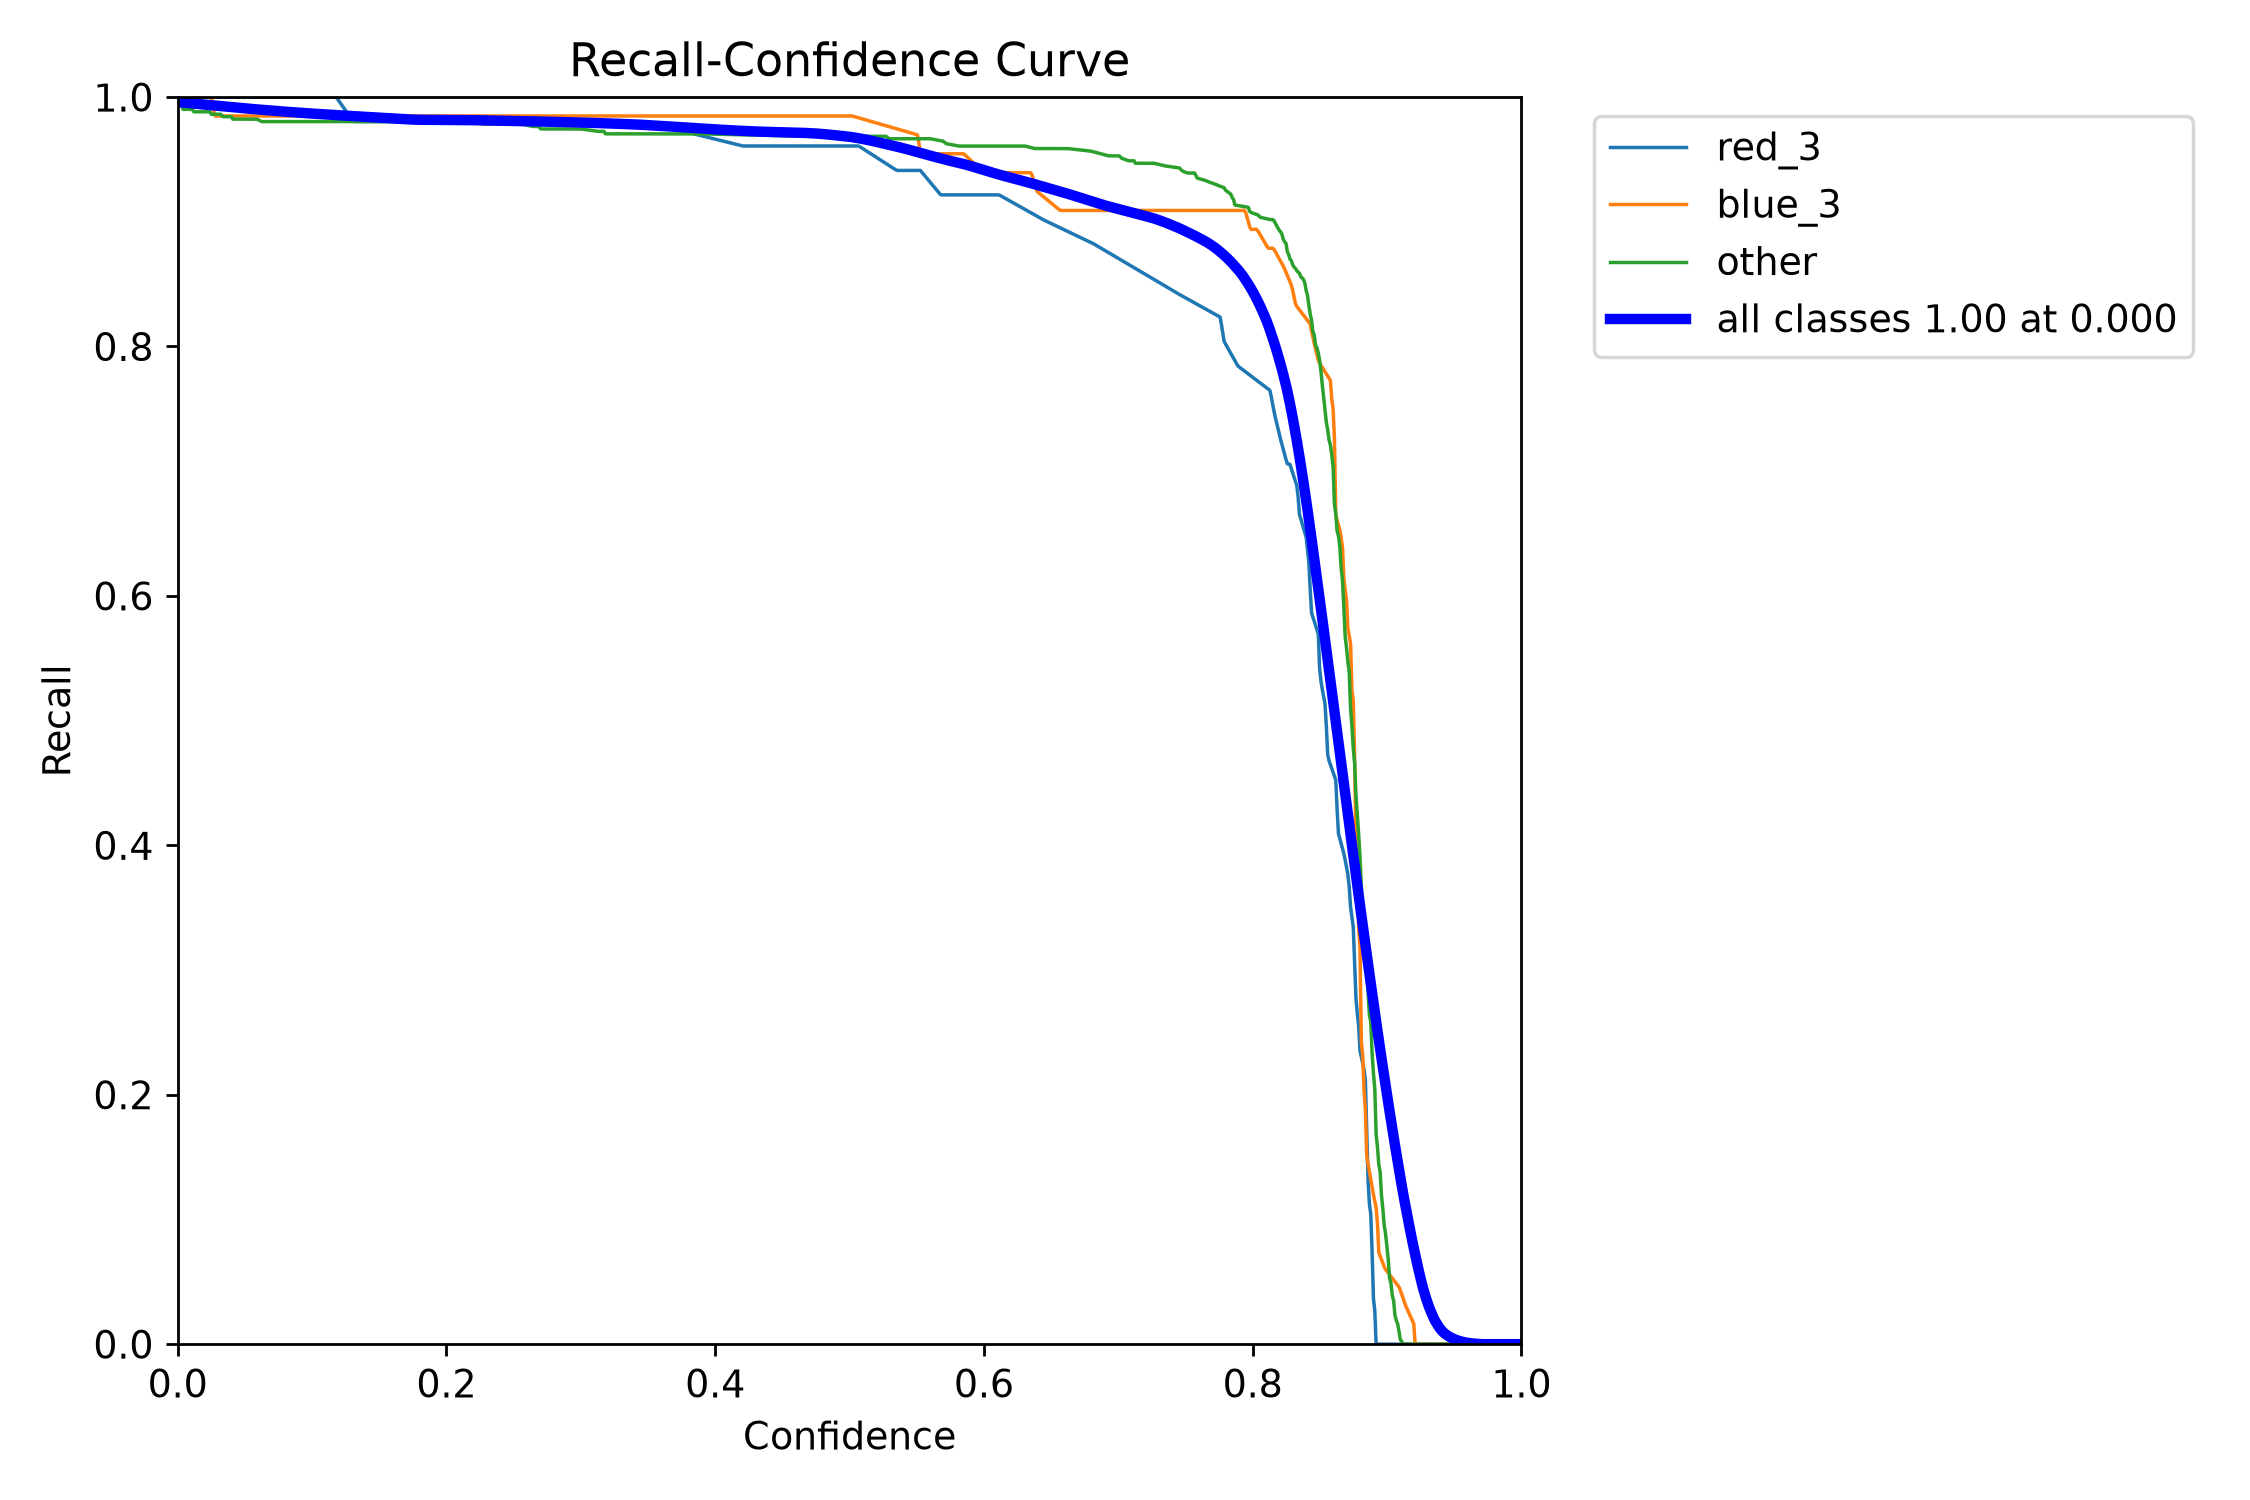 Recall-Confidence Curve
1.0
0.8
0.6
0.4
0.2
0.0
Recall
0.0 0.2 0.4 0.6 0.8 1.0
Confidence
red_3
blue_3
other
all classes 1.00 at 0.000